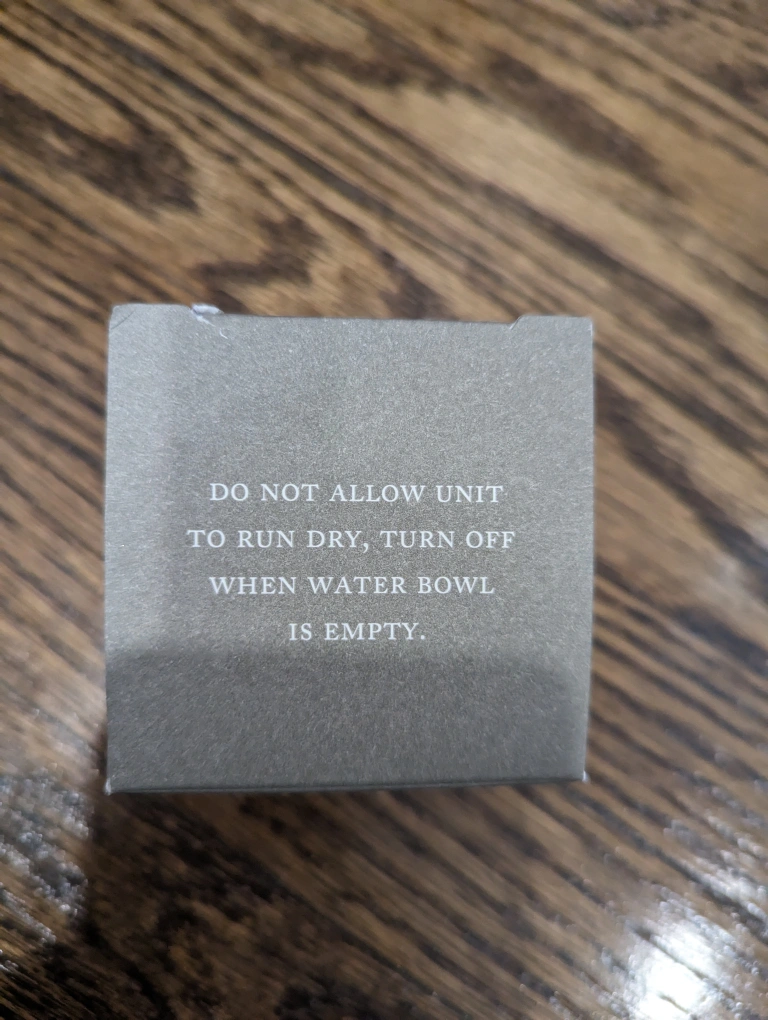 DO NOT ALLOW UNIT
TO RUN DRY, TURN OFF
WHEN WATER BOWL
IS EMPTY.